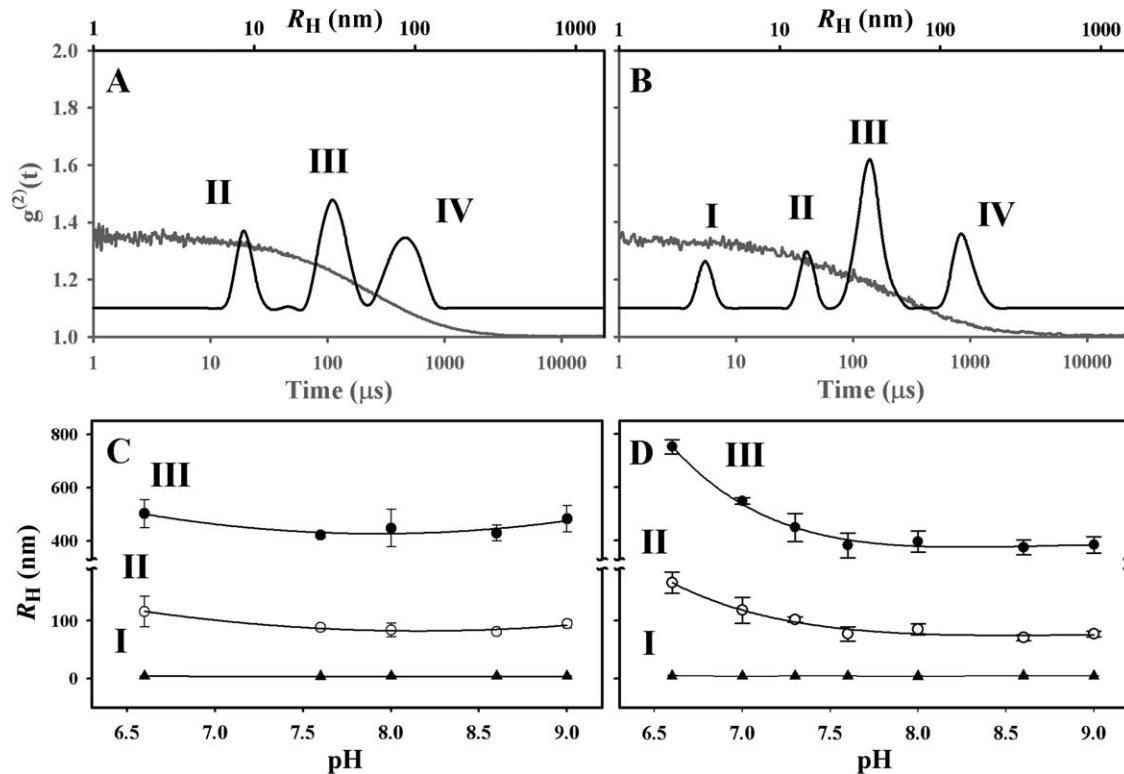 R_H (nm)
1 10 100 1000
A
II
III
IV
2.0
1.8
1.6
1.4
1.2
1.0
g^(2)(t)
1 10 100 1000 10000
Time (μs)
R_H (nm)
1 10 100 1000
B
I
II
III
IV
1 10 100 1000 10000
Time (μs)
C
III
II
I
800
600
400
100
0
R_H (nm)
6.5 7.0 7.5 8.0 8.5 9.0
pH
D
III
II
I
6.5 7.0 7.5 8.0 8.5 9.0
pH